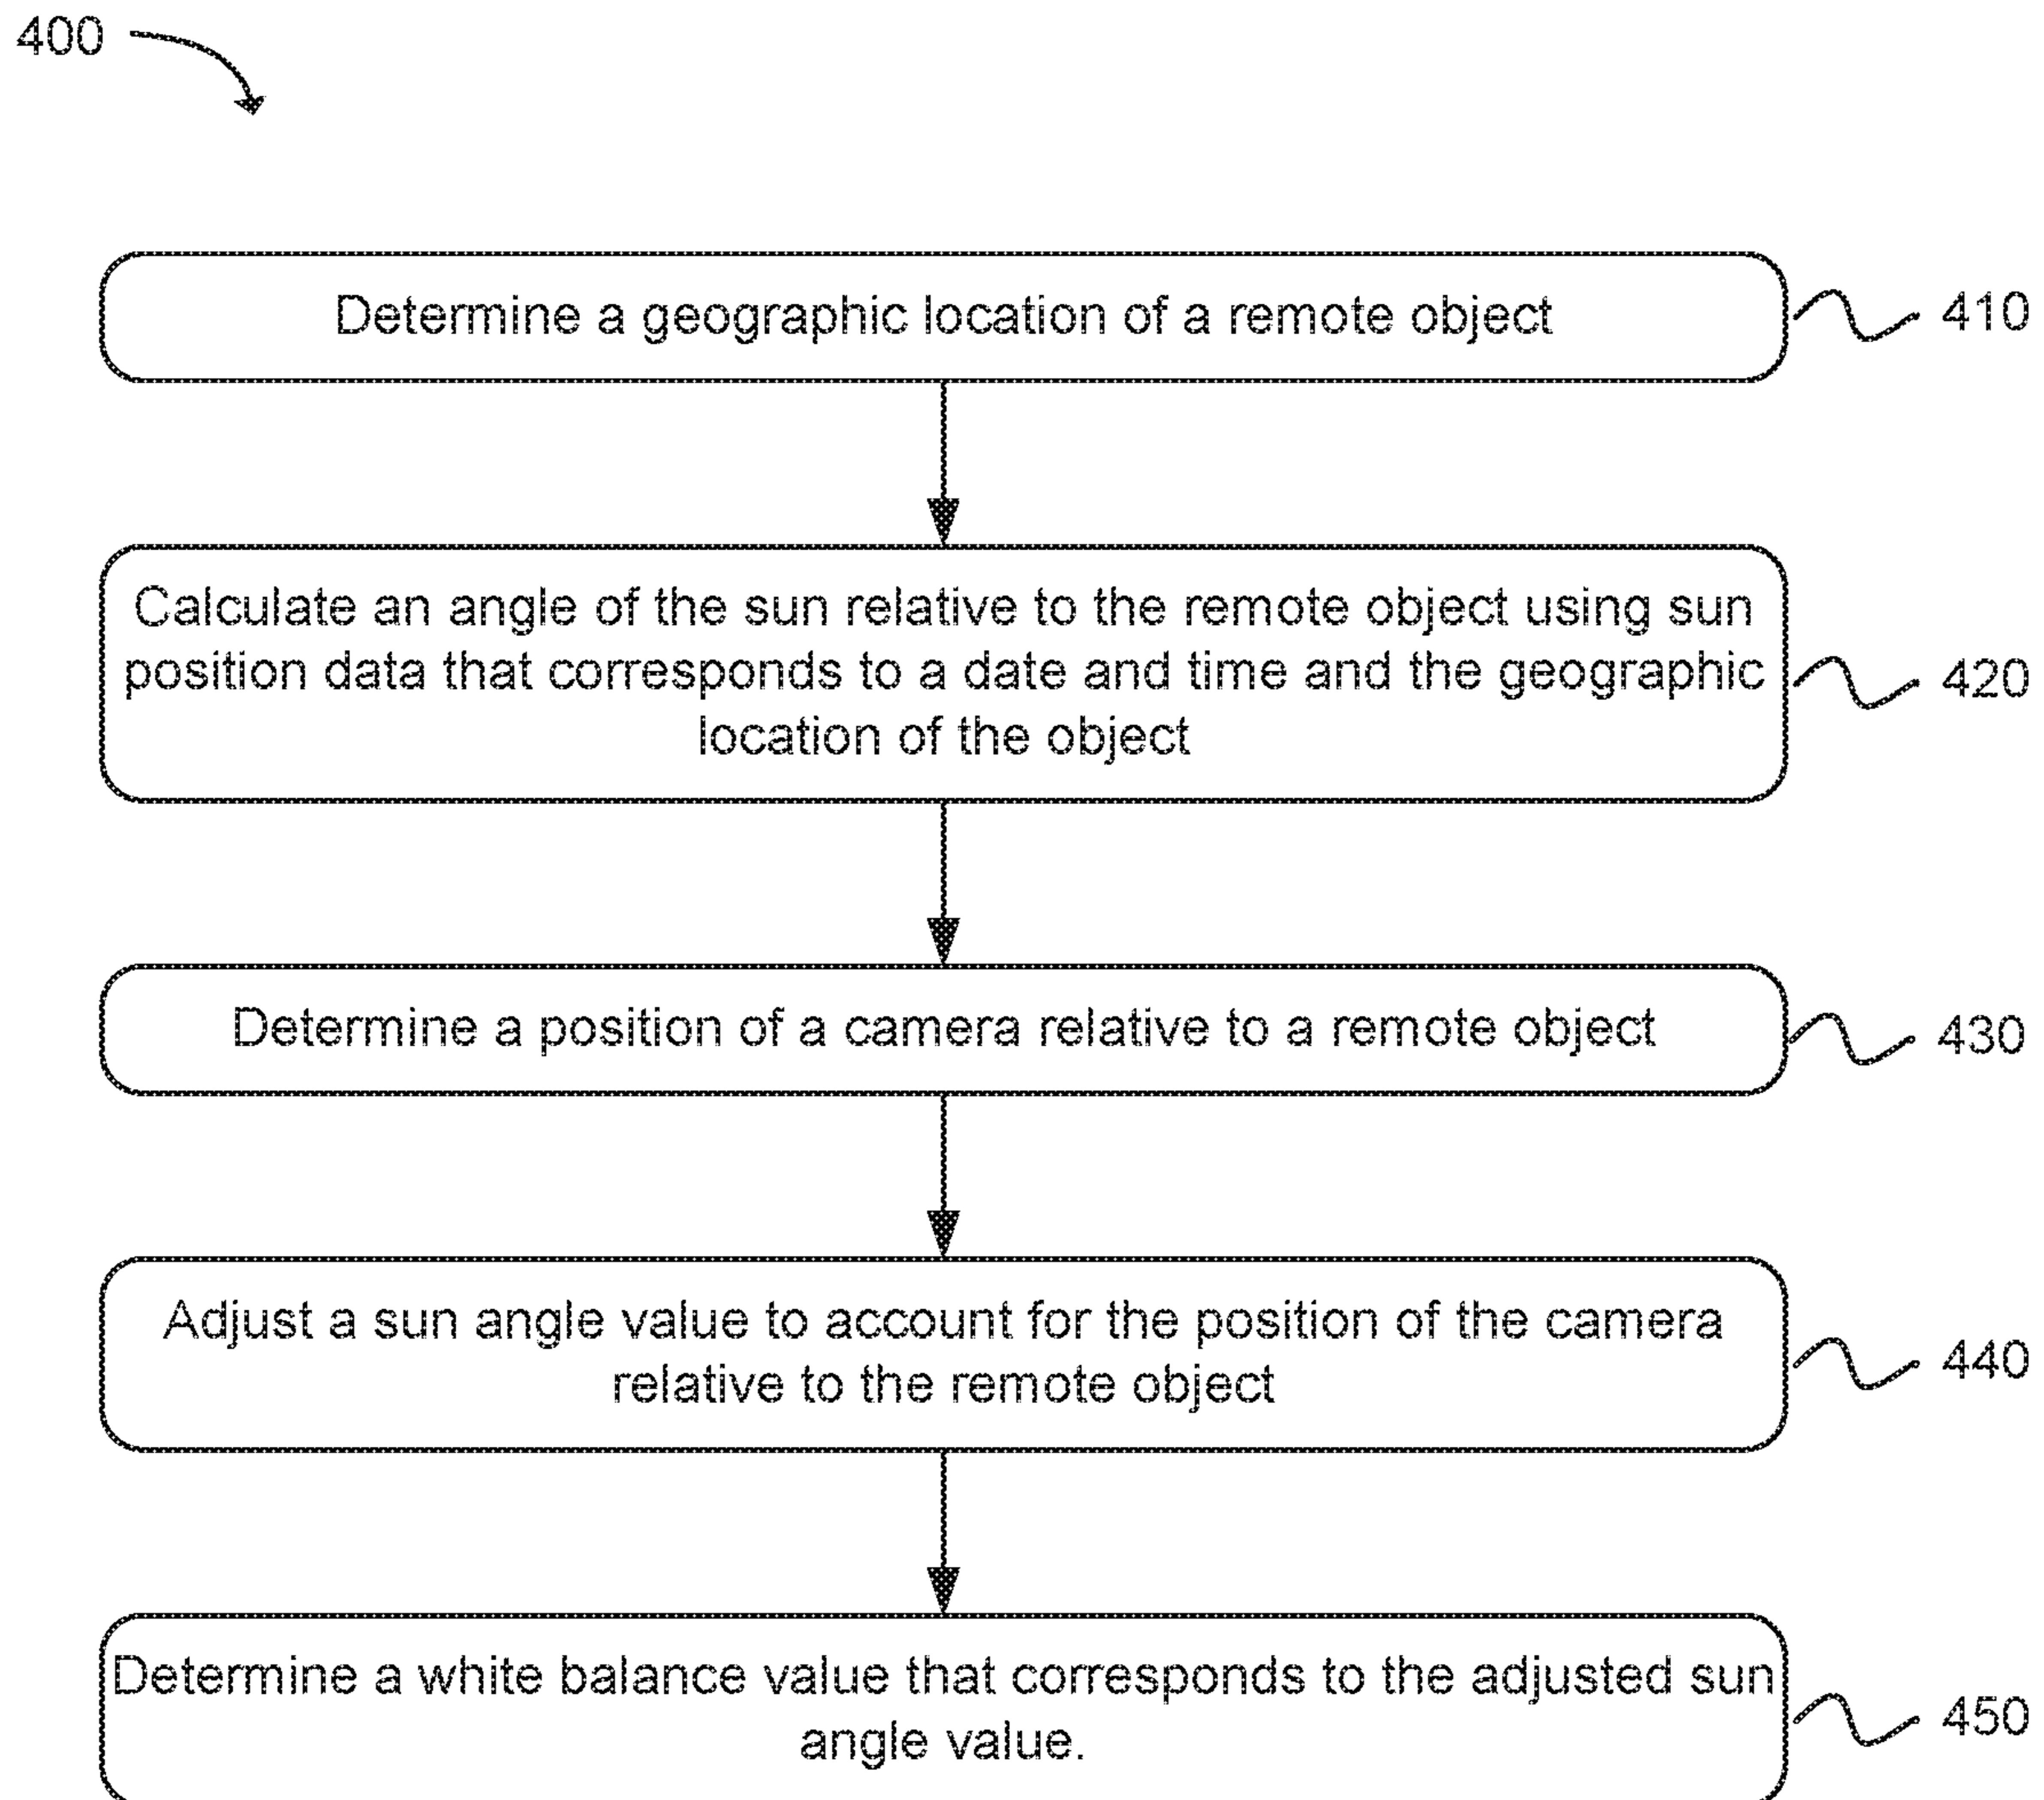 400
Determine a geographic location of a remote object
410
Calculate an angle of the sun relative to the remote object using sun
position data that corresponds to a date and time and the geographic
location of the object
420
Determine a position of a camera relative to a remote object
430
Adjust a sun angle value to account for the position of the camera
relative to the remote object
440
Determine a white balance value that corresponds to the adjusted sun
angle value.
450